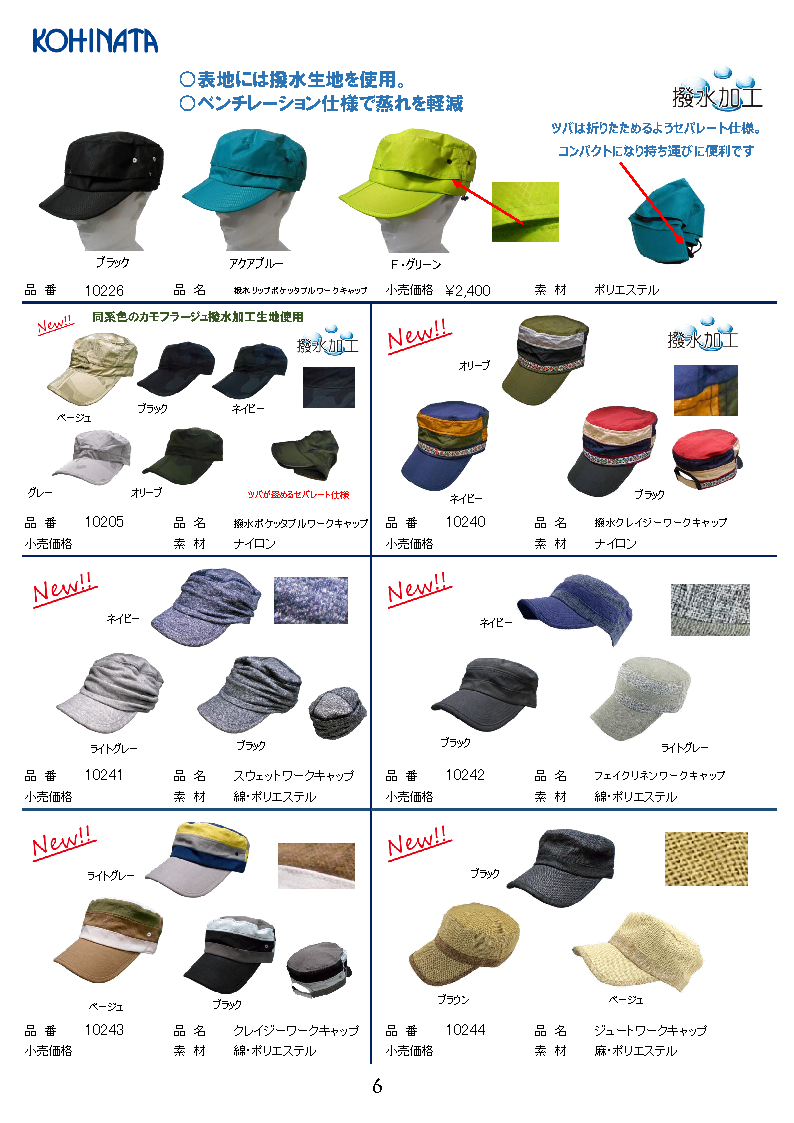 KOHINATA
○表地には撥水生地を使用。
○ベンチレーション仕様で蒸れを軽減
撥水加工
ツバは折りたためるようセパレート仕様。
コンパクトになり持ち運びに便利です
ブラック
アクアブルー
F・グリーン
品 番 10226 品 名 撥水リップポケッタブルワークキャップ 小売価格 ¥2,400 素 材 ポリエステル
New!!
同系色のカモフラージュ撥水加工生地使用
撥水加工
ベージュ
ブラック
ネイビー
グレー
オリーブ
ツバが畳めるセパレート仕様
品 番 10205 品 名 撥水ポケッタブルワークキャップ
小売価格 素 材 ナイロン
New!!
撥水加工
オリーブ
ネイビー
ブラック
品 番 10240 品 名 撥水クレイジーワークキャップ
小売価格 素 材 ナイロン
New!!
ネイビー
ライトグレー
ブラック
品 番 10241 品 名 スウェットワークキャップ
小売価格 素 材 綿・ポリエステル
New!!
ネイビー
ブラック
ライトグレー
品 番 10242 品 名 フェイクリネンワークキャップ
小売価格 素 材 綿・ポリエステル
New!!
ライトグレー
ベージュ
ブラック
品 番 10243 品 名 クレイジーワークキャップ
小売価格 素 材 綿・ポリエステル
New!!
ブラック
ブラウン
ベージュ
品 番 10244 品 名 ジュートワークキャップ
小売価格 素 材 麻・ポリエステル
6